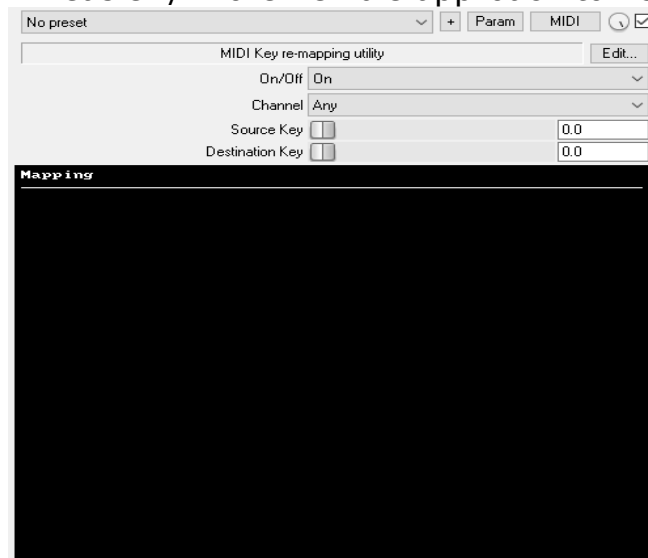 No preset + Param MIDI
MIDI Key re-mapping utility Edit...
On/Off On
Channel Any
Source Key 0.0
Destination Key 0.0
Mapping